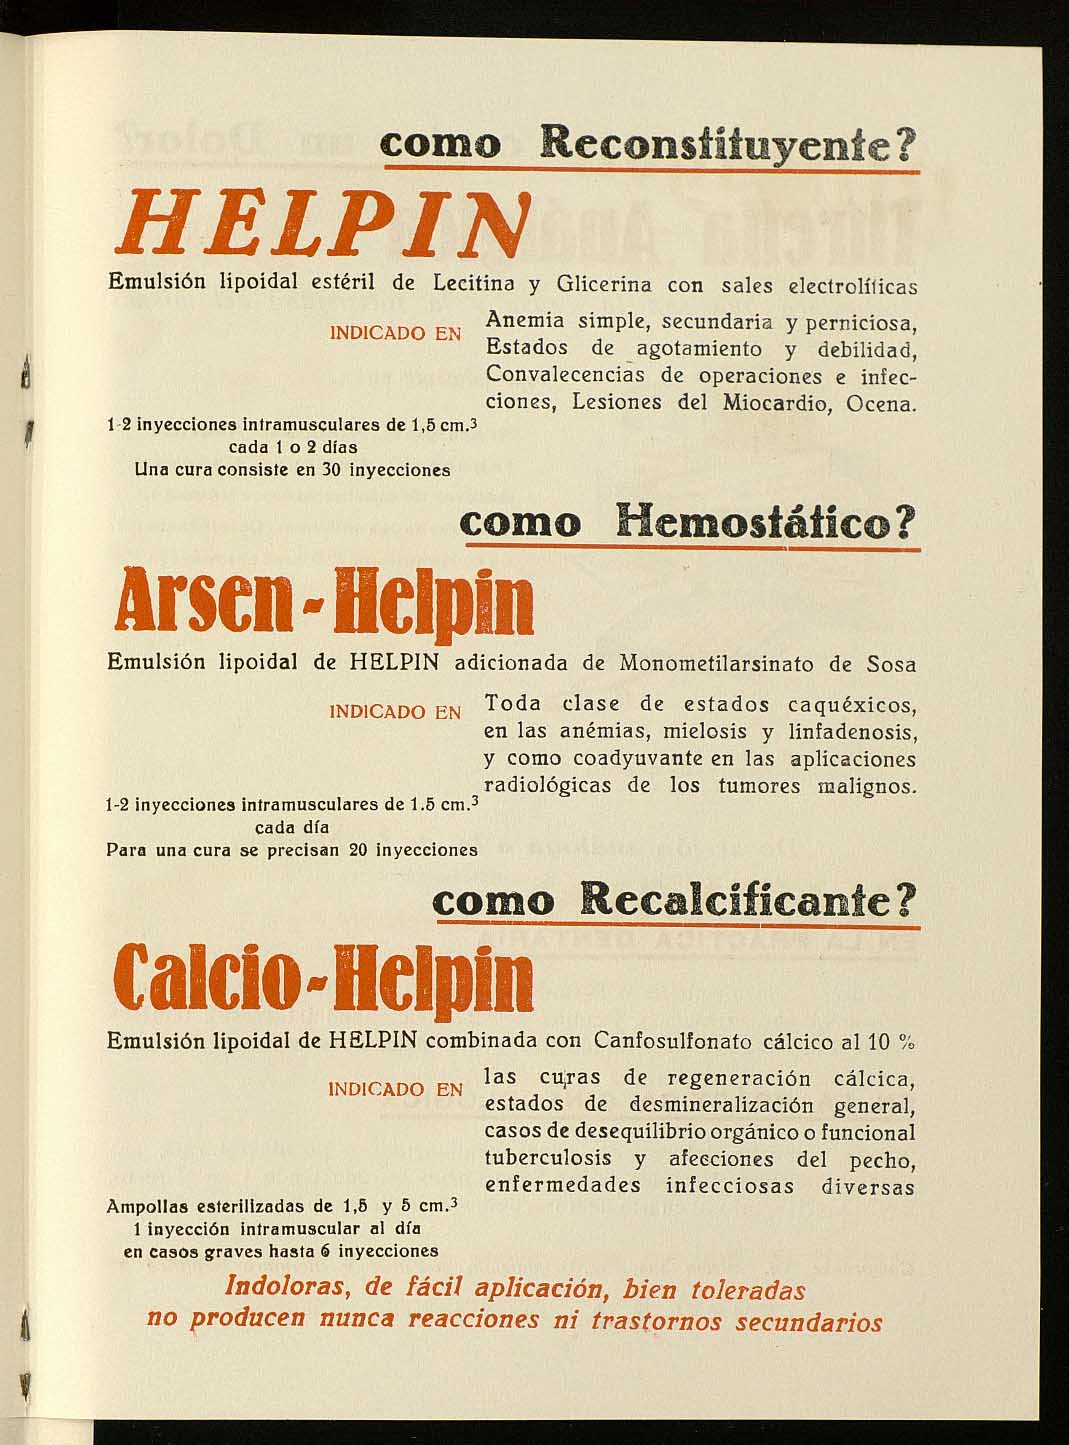 como Reconstituyente?
HELPIN
Emulsión lipoidal estéril de Lecitina y Glicerina con sales electrolíticas
INDICADO EN
Anemia simple, secundaria y perniciosa,
Estados de agotamiento y debilidad,
Convalecencias de operaciones e infec-
ciones, Lesiones del Miocardio, Ocena.
1-2 inyecciones intramusculares de 1,5 cm.³
cada 1 o 2 días
Una cura consiste en 30 inyecciones
como Hemostático?
Arsen-Helpin
Emulsión lipoidal de HELPIN adicionada de Monometilarsinato de Sosa
INDICADO EN
Toda clase de estados caquéxicos,
en las anémias, mielosis y linfadenosis,
y como coadyuvante en las aplicaciones
radiológicas de los tumores malignos.
1-2 inyecciones intramusculares de 1.5 cm.³
cada día
Para una cura se precisan 20 inyecciones
como Recalcificante?
Calcio-Helpin
Emulsión lipoidal de HELPIN combinada con Canfosulfonato cálcico al 10 %
INDICADO EN
las curas de regeneración cálcica,
estados de desmineralización general,
casos de desequilibrio orgánico o funcional
tuberculosis y afecciones del pecho,
enfermedades infecciosas diversas
Ampollas esterilizadas de 1,5 y 5 cm.³
1 inyección intramuscular al día
en casos graves hasta 6 inyecciones
Indoloras, de fácil aplicación, bien toleradas
no producen nunca reacciones ni trastornos secundarios